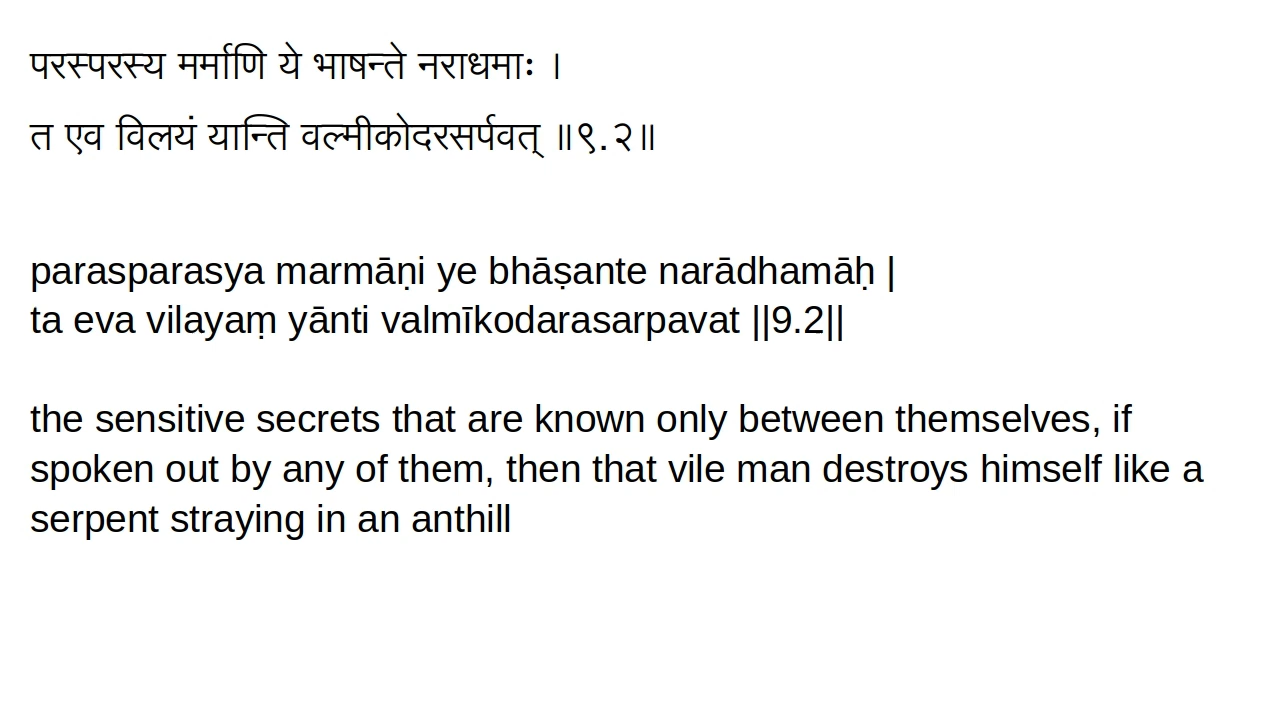 परस्परस्य मर्माणि ये भाषन्ते नराधमाः ।
त एव विलयं यान्ति वल्मीकोदरसर्पवत् ॥९.२॥
parasparasya marmāṇi ye bhāṣante narādhamāḥ |
ta eva vilayaṃ yānti valmīkodarasarpavat ||9.2||
the sensitive secrets that are known only between themselves, if
spoken out by any of them, then that vile man destroys himself like a
serpent straying in an anthill